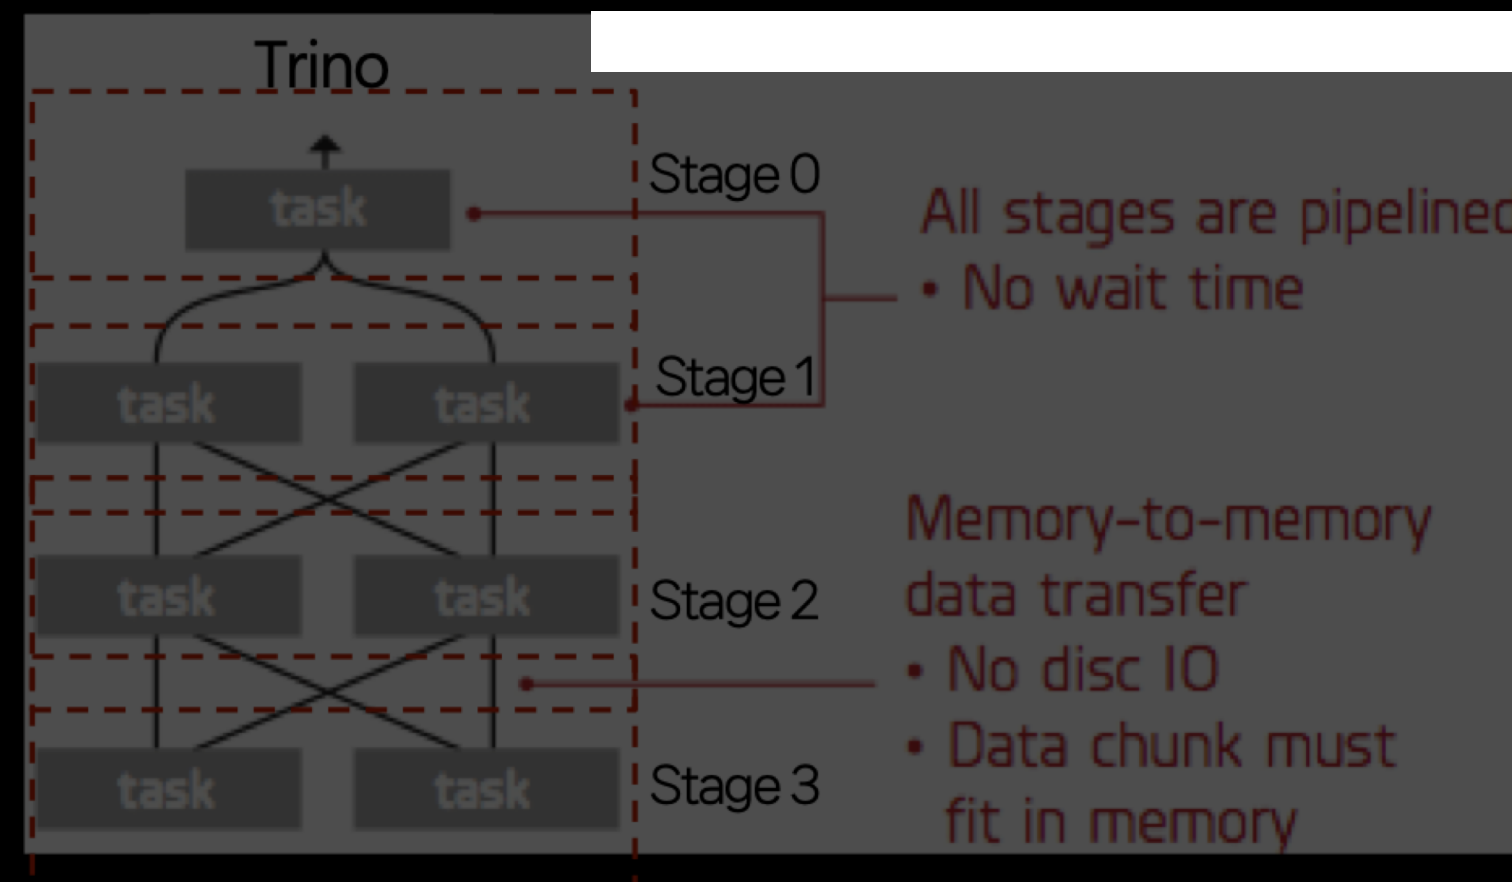 Trino
task
Stage 0
All stages are pipelined
• No wait time
task
task
Stage 1
Memory-to-memory
data transfer
• No disc IO
• Data chunk must
fit in memory
task
task
Stage 2
task
task
Stage 3